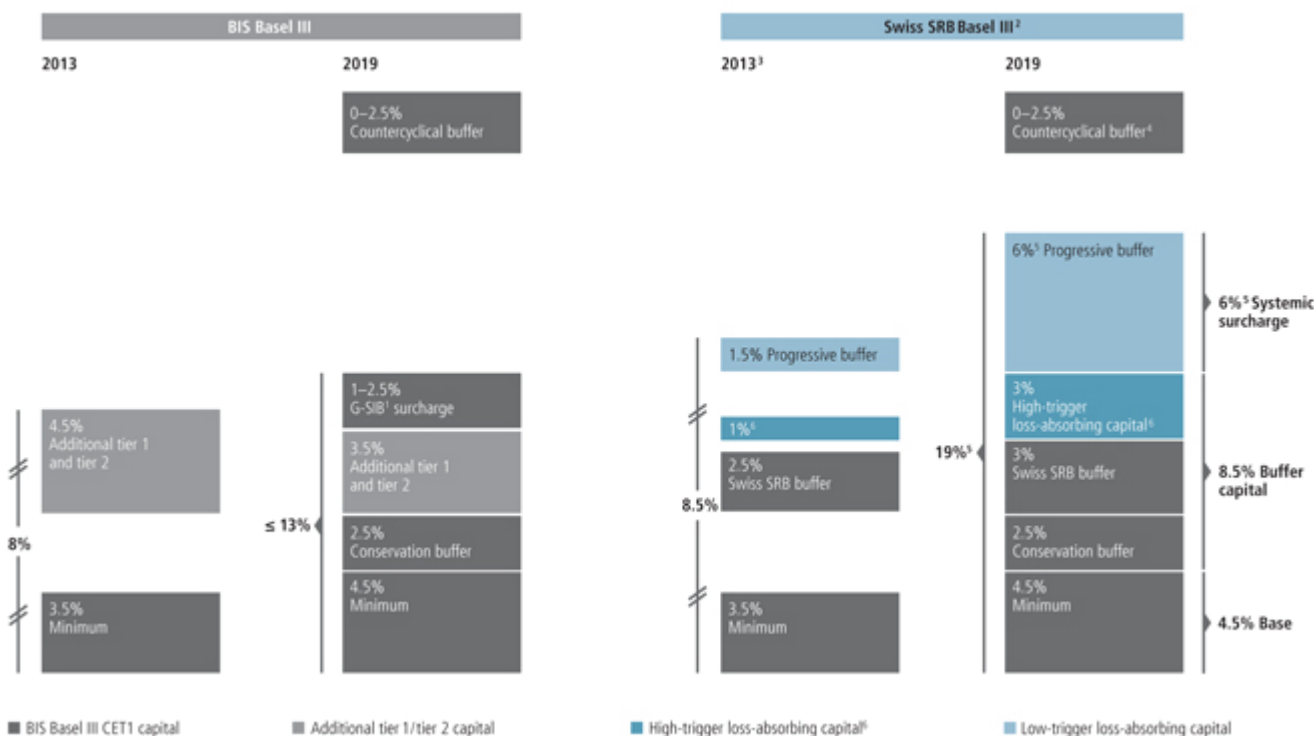 BIS Basel III
2013
2019
0–2.5%
Countercyclical buffer
1–2.5%
G-SIB¹ surcharge
4.5%
Additional tier 1
and tier 2
3.5%
Additional tier 1
and tier 2
≤ 13%
8%
2.5%
Conservation buffer
3.5%
Minimum
4.5%
Minimum
Swiss SRB Basel III²
2013³
2019
0–2.5%
Countercyclical buffer⁴
6%⁵ Progressive buffer
6%⁵ Systemic
surcharge
1.5% Progressive buffer
1%⁶
2.5%
Swiss SRB buffer
8.5%
3.5%
Minimum
19%⁵
3%
High-trigger
loss-absorbing capital⁶
3%
Swiss SRB buffer
2.5%
Conservation buffer
4.5%
Minimum
8.5% Buffer
capital
4.5% Base
BIS Basel III CET1 capital
Additional tier 1/tier 2 capital
High-trigger loss-absorbing capital⁶
Low-trigger loss-absorbing capital